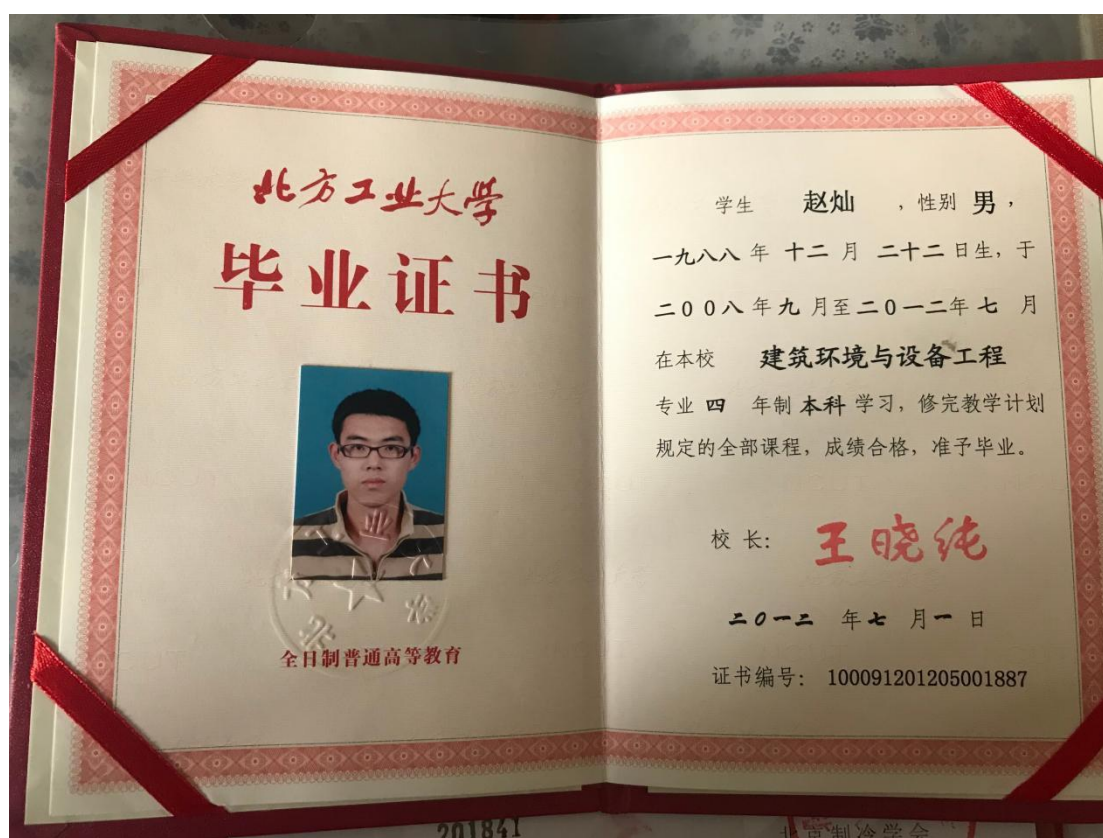 北方工业大学
毕业证书
全日制普通高等教育
学生 赵灿 ，性别 男，
一九八八 年 十二 月 二十二 日生，于
二00八 年 九 月至 二0一二 年 七 月
在本校 建筑环境与设备工程
专业 四 年制 本科 学习，修完教学计划
规定的全部课程，成绩合格，准予毕业。
校 长： 王晓纯
二0一二 年 七 月 一 日
证书编号： 100091201205001887
201841
北京制冷学会